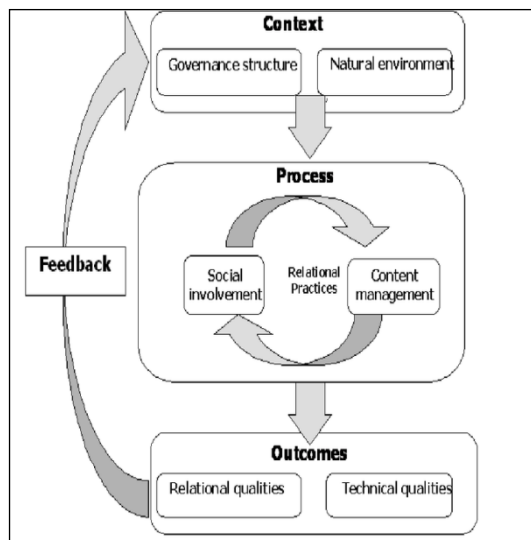 Context
Governance structure
Natural environment
Process
Feedback
Social
involvement
Relational
Practices
Content
management
Outcomes
Relational qualities
Technical qualities